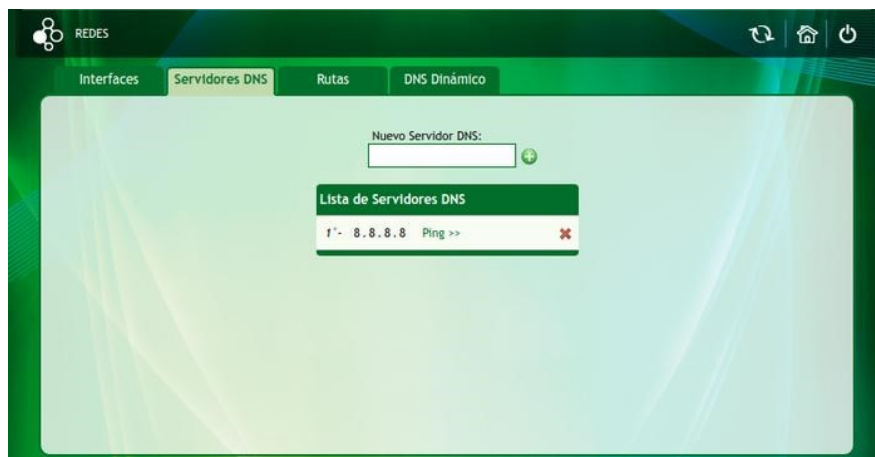 REDES
Interfaces Servidores DNS Rutas DNS Dinámico
Nuevo Servidor DNS:
Lista de Servidores DNS
1°- 8.8.8.8 Ping >>